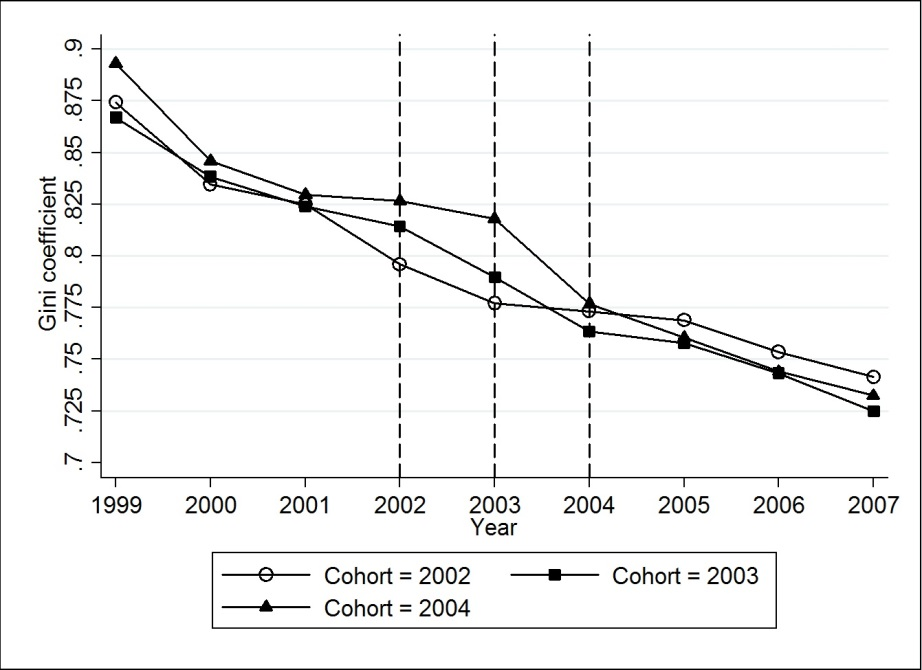 Gini coefficient
.9
.875
.85
.825
.8
.775
.75
.725
.7
1999 2000 2001 2002 2003 2004 2005 2006 2007
Year
Cohort = 2002 Cohort = 2003
Cohort = 2004